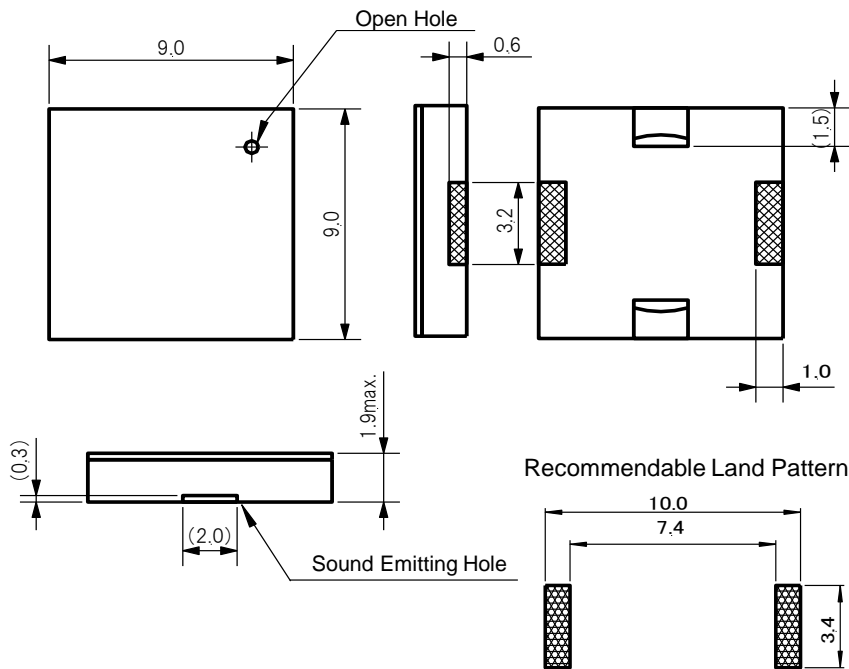 Open Hole
9.0
0.6
(1.5)
9.0
3.2
1.0
1.9max.
(0.3)
(2.0)
Sound Emitting Hole
Recommendable Land Pattern
10.0
7.4
3.4